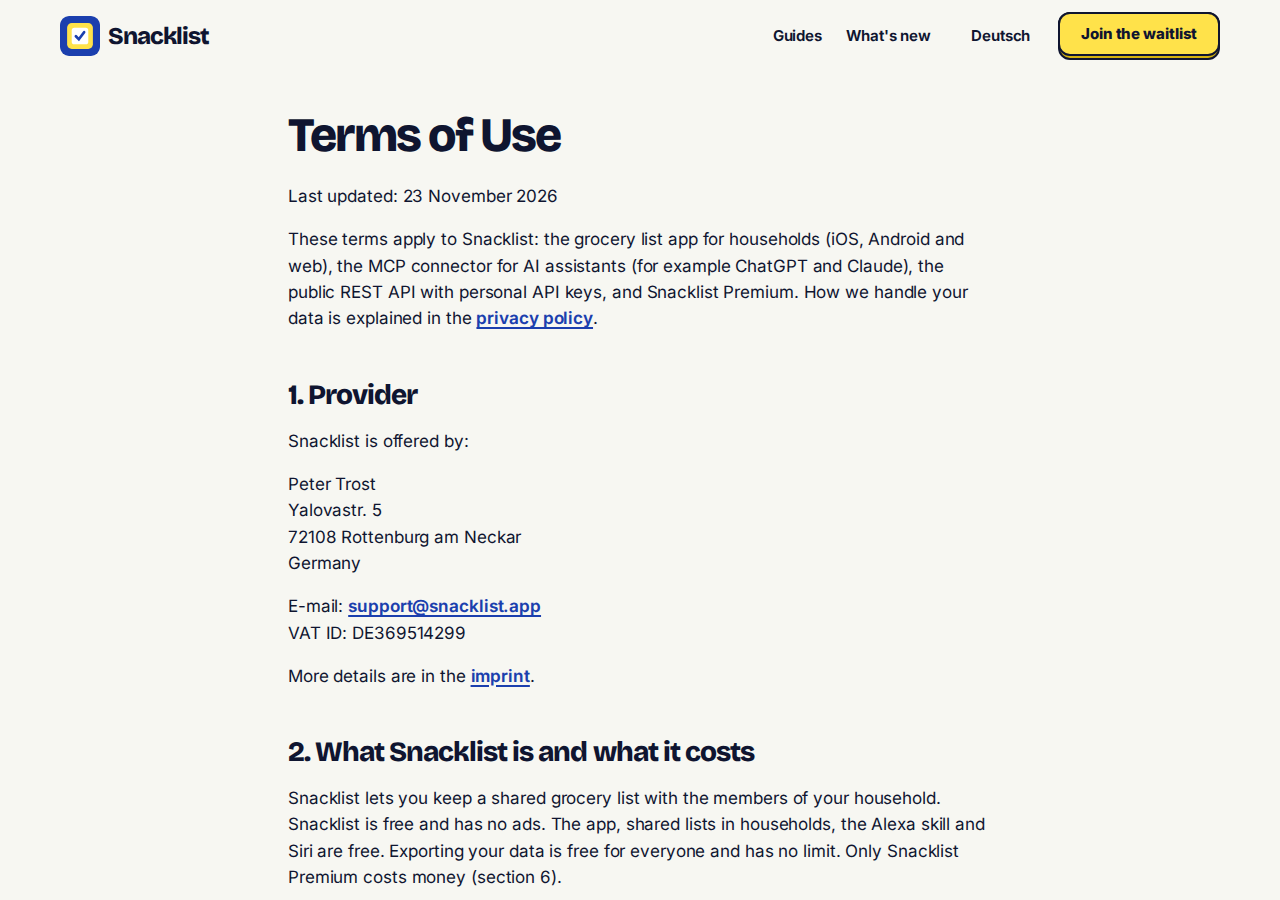 Snacklist
Guides
What's new
Deutsch
Join the waitlist
Terms of Use
Last updated: 23 November 2026
These terms apply to Snacklist: the grocery list app for households (iOS, Android and
web), the MCP connector for AI assistants (for example ChatGPT and Claude), the
public REST API with personal API keys, and Snacklist Premium. How we handle your
data is explained in the privacy policy.
1. Provider
Snacklist is offered by:
Peter Trost
Yalovastr. 5
72108 Rottenburg am Neckar
Germany
E-mail: support@snacklist.app
VAT ID: DE369514299
More details are in the imprint.
2. What Snacklist is and what it costs
Snacklist lets you keep a shared grocery list with the members of your household.
Snacklist is free and has no ads. The app, shared lists in households, the Alexa skill and
Siri are free. Exporting your data is free for everyone and has no limit. Only Snacklist
Premium costs money (section 6).